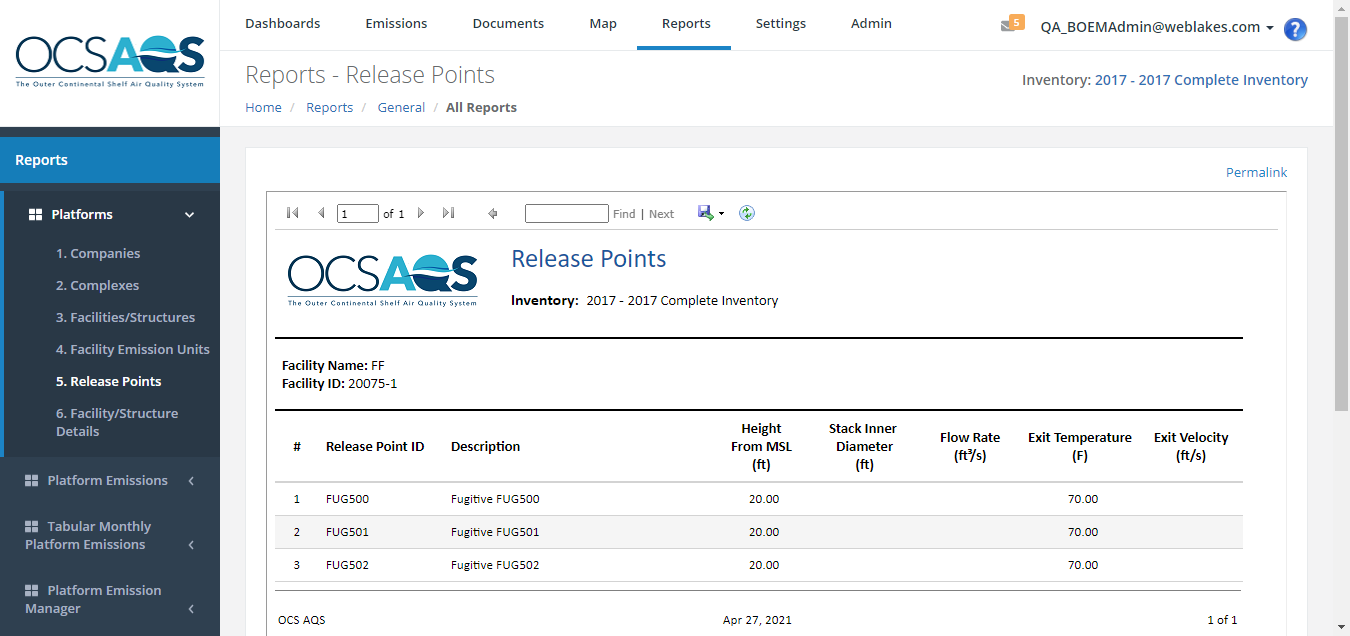 OCSAQS
The Outer Continental Shelf Air Quality System
Dashboards Emissions Documents Map Reports Settings Admin
5 QA_BOEMAdmin@weblakes.com ?
Reports - Release Points
Inventory: 2017 - 2017 Complete Inventory
Home / Reports / General / All Reports
Reports
Platforms
1. Companies
2. Complexes
3. Facilities/Structures
4. Facility Emission Units
5. Release Points
6. Facility/Structure
Details
Platform Emissions
Tabular Monthly
Platform Emissions
Platform Emission
Manager
Permalink
1 of 1 Find | Next
OCSAQS
The Outer Continental Shelf Air Quality System
Release Points
Inventory: 2017 - 2017 Complete Inventory
Facility Name: FF
Facility ID: 20075-1
# Release Point ID Description Height From MSL (ft) Stack Inner Diameter (ft) Flow Rate (ft³/s) Exit Temperature (F) Exit Velocity (ft/s)
1 FUG500 Fugitive FUG500 20.00 70.00
2 FUG501 Fugitive FUG501 20.00 70.00
3 FUG502 Fugitive FUG502 20.00 70.00
OCS AQS Apr 27, 2021 1 of 1